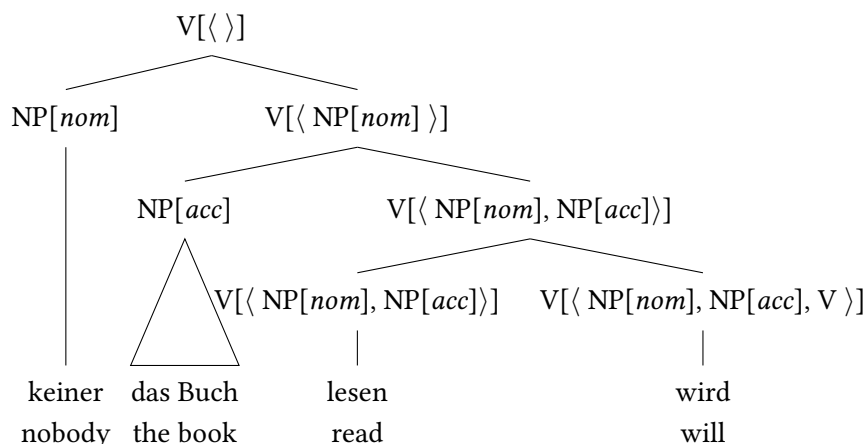 V[⟨ ⟩]
NP[nom] V[⟨ NP[nom] ⟩]
NP[acc] V[⟨ NP[nom], NP[acc]⟩]
V[⟨ NP[nom], NP[acc]⟩] V[⟨ NP[nom], NP[acc], V ⟩]
keiner das Buch lesen wird
nobody the book read will